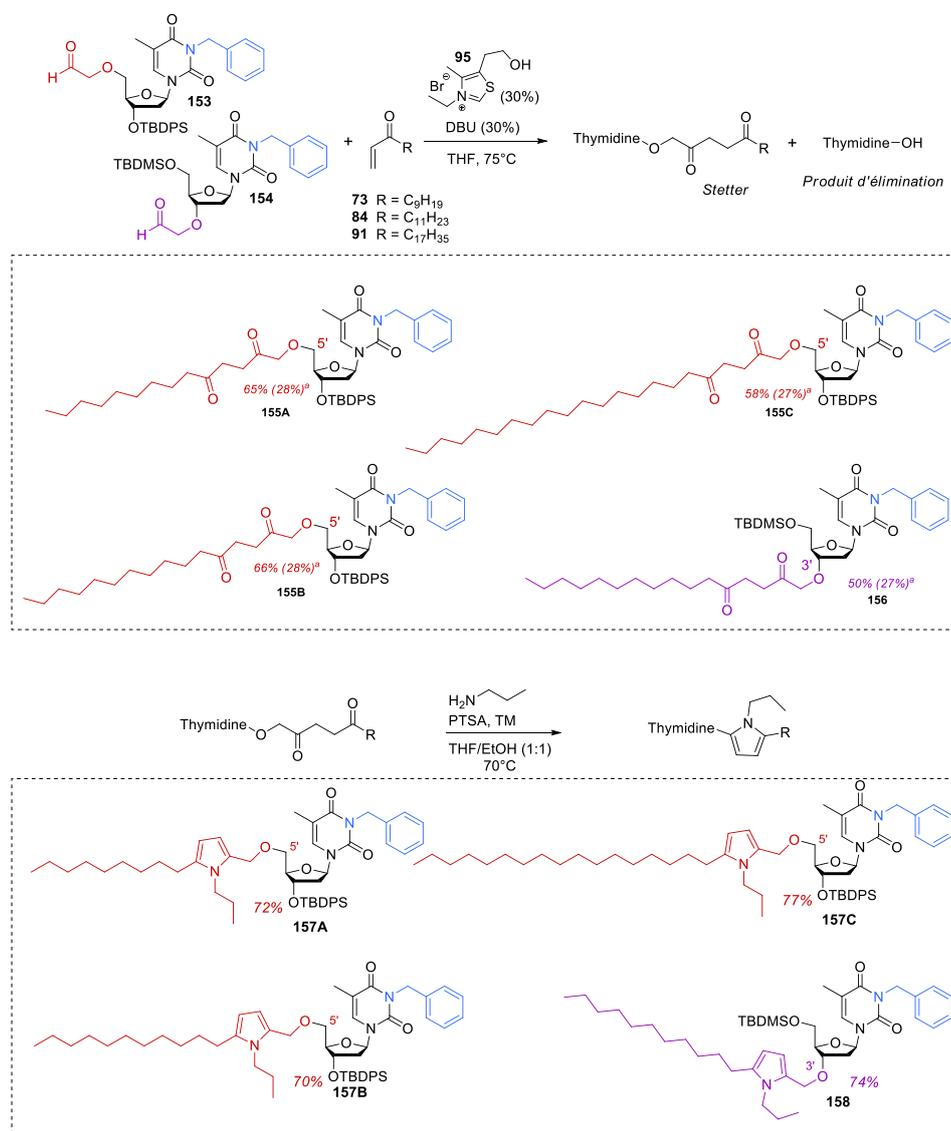 O
H
O
O
N
N
O
O
153
OTBDPS
TBDMSO
O
N
N
O
O
154
O
H
O
+
O
R
73 R = C9H19
84 R = C11H23
91 R = C17H35
95
OH
Br⊖
S
N
⊕
(30%)
DBU (30%)
THF, 75°C
Thymidine
O
O
O
R
Stetter
+
Thymidine–OH
Produit d'élimination
O
O
O
5'
O
N
N
O
O
65% (28%)a
155A
OTBDPS
O
O
O
5'
O
N
N
O
O
58% (27%)a
155C
OTBDPS
O
O
O
5'
O
N
N
O
O
66% (28%)a
155B
OTBDPS
O
N
N
O
TBDMSO
O
3'
O
O
O
50% (27%)a
156
Thymidine
O
O
O
R
H2N
PTSA, TM
THF/EtOH (1:1)
70°C
Thymidine
N
R
N
O
5'
O
N
N
O
O
72%
OTBDPS
157A
N
O
5'
O
N
N
O
O
77%
OTBDPS
157C
N
O
5'
O
N
N
O
O
70%
OTBDPS
157B
O
N
N
O
TBDMSO
O
3'
O
N
74%
158